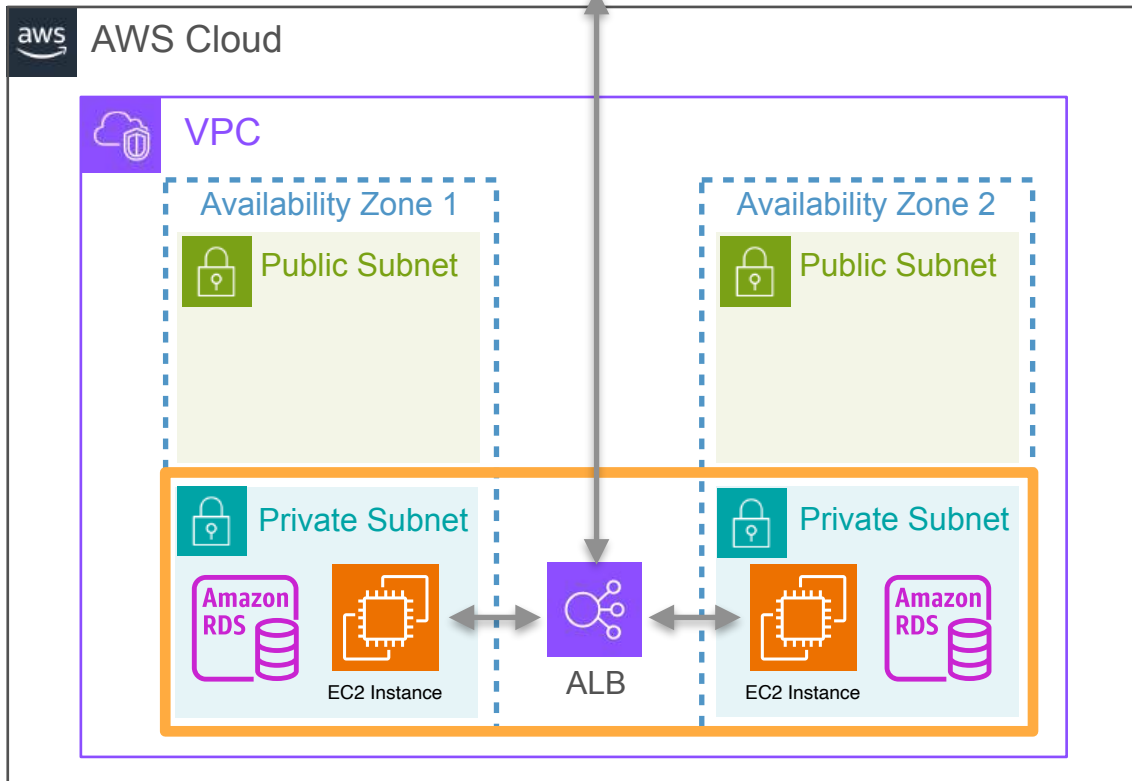 aws
AWS Cloud
VPC
Availability Zone 1
Availability Zone 2
Public Subnet
Public Subnet
Private Subnet
Private Subnet
Amazon
RDS
EC2 Instance
ALB
EC2 Instance
Amazon
RDS